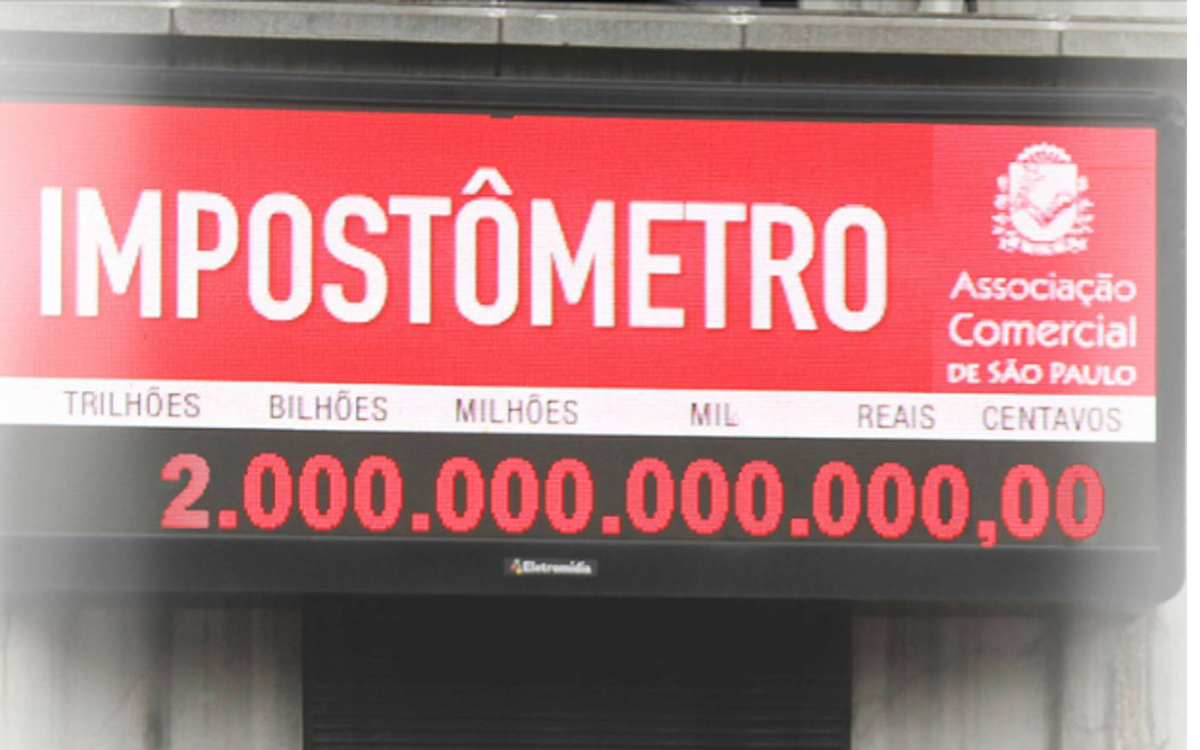 IMPOSTÔMETRO
Associação
Comercial
DE SÃO PAULO
TRILHÕES BILHÕES MILHÕES MIL REAIS CENTAVOS
2.000.000.000.000,00
Eletromidia